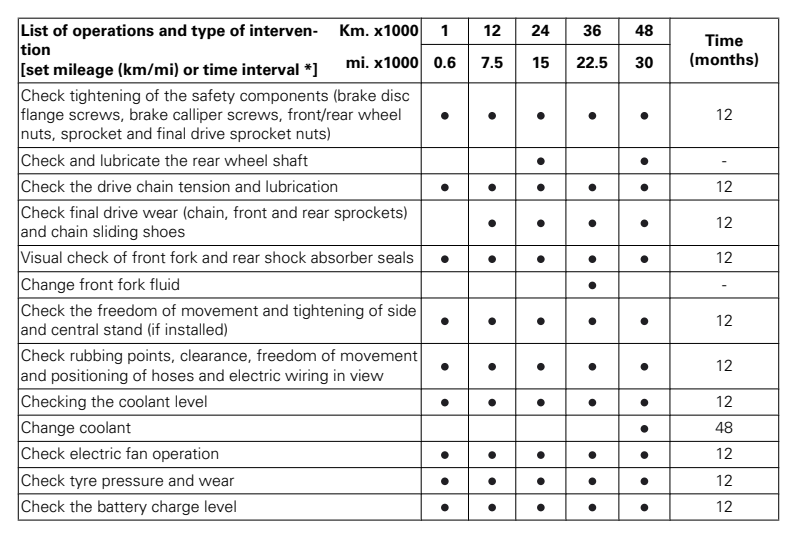 List of operations and type of interven- Km. x1000 1 12 24 36 48 Time
tion
(months)
[set mileage (km/mi) or time interval *] mi. x1000 0.6 7.5 15 22.5 30
Check tightening of the safety components (brake disc
flange screws, brake calliper screws, front/rear wheel ● ● ● ● ● 12
nuts, sprocket and final drive sprocket nuts)
Check and lubricate the rear wheel shaft ● ● -
Check the drive chain tension and lubrication ● ● ● ● ● 12
Check final drive wear (chain, front and rear sprockets) ● ● ● ● 12
and chain sliding shoes
Visual check of front fork and rear shock absorber seals ● ● ● ● ● 12
Change front fork fluid ● -
Check the freedom of movement and tightening of side ● ● ● ● ● 12
and central stand (if installed)
Check rubbing points, clearance, freedom of movement ● ● ● ● ● 12
and positioning of hoses and electric wiring in view
Checking the coolant level ● ● ● ● ● 12
Change coolant ● 48
Check electric fan operation ● ● ● ● ● 12
Check tyre pressure and wear ● ● ● ● ● 12
Check the battery charge level ● ● ● ● ● 12